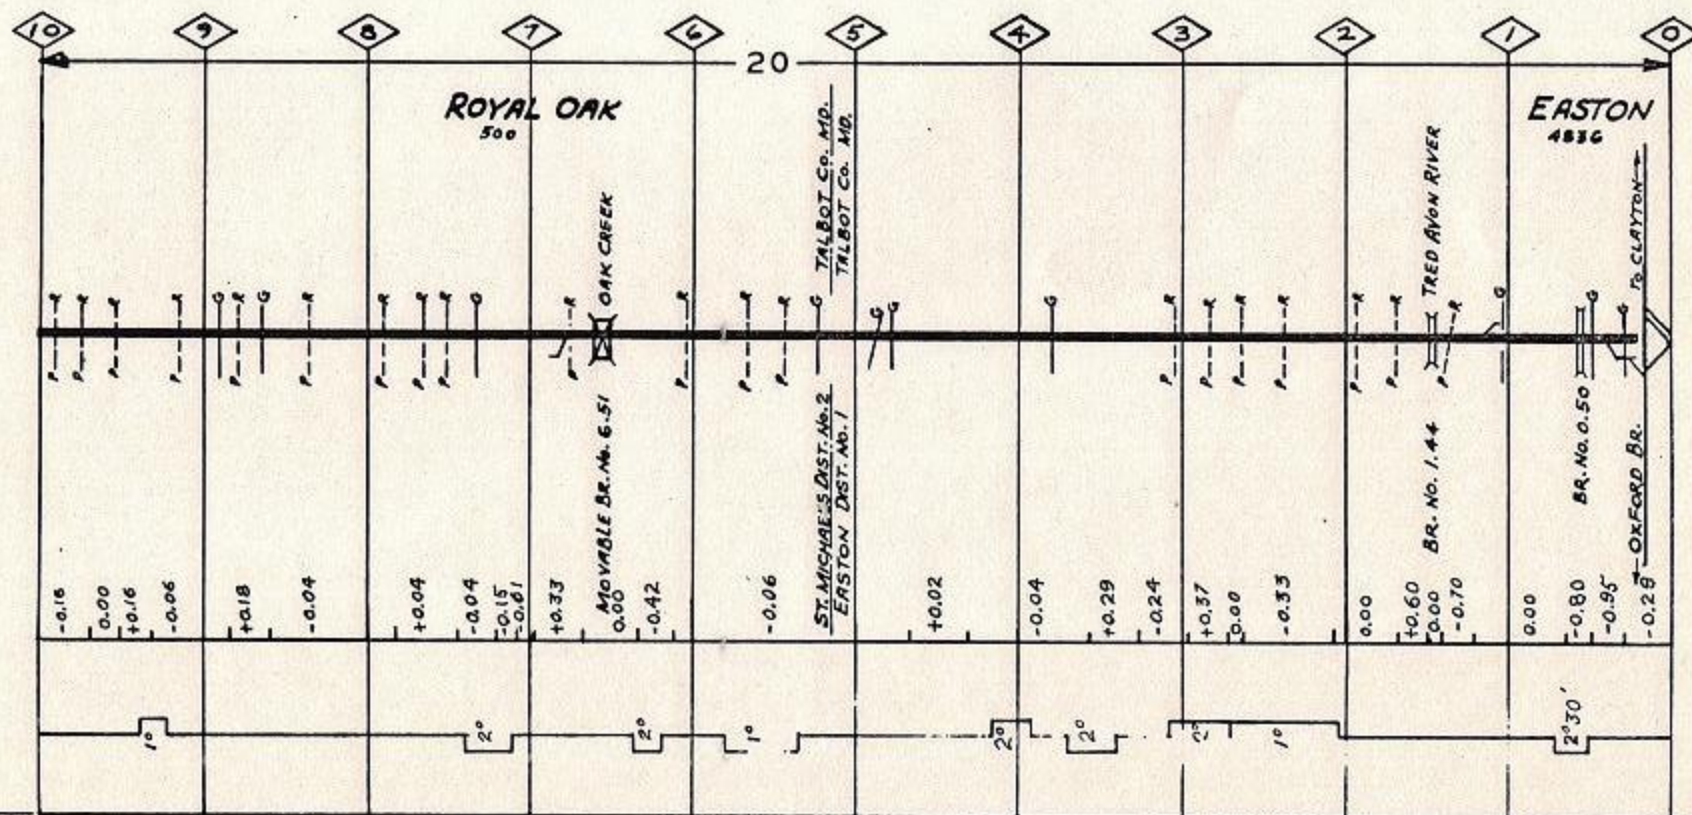 10 9 8 7 6 5 4 3 2 1 0
20
ROYAL OAK
500
EASTON
4836
TALBOT CO. MD.
TALBOT CO. MD.
OAK CREEK
TRED AVON RIVER
TO CLAYTON
R R R R G R G R R R R G R R R R G G G G R R R R R R R G G G
P P P P P P P P P P P P P P P P P P P P P
MOVABLE BR. No. 6.51
ST. MICHAE'S DIST. No. 2
EASTON DIST. No. 1
BR. No. 1.44
BR. No. 0.50
OXFORD BR.
-0.16 0.00 +0.16 -0.06 +0.18 -0.04 +0.04 -0.04 -0.15 -0.61 +0.33 0.00 -0.42 -0.06 +0.02 -0.04 +0.29 -0.24 +0.37 0.00 -0.33 0.00 +0.60 0.00 -0.70 0.00 -0.80 -0.95 -0.28
1° 2° 2° 1° 2° 2° 2° 1° 2°30'